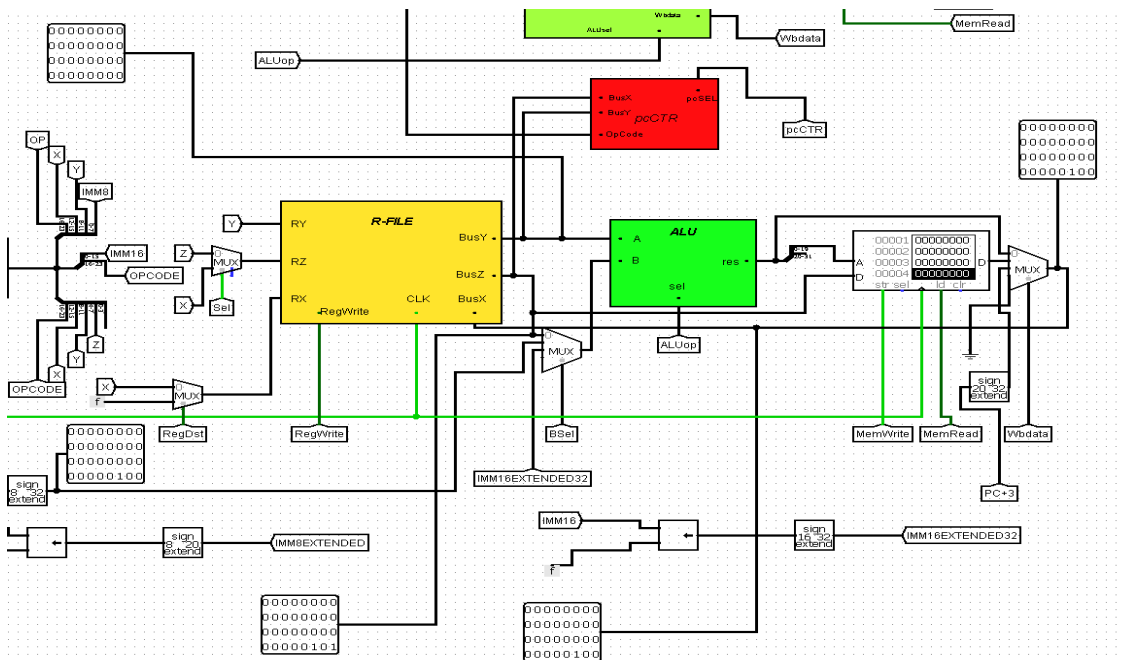 Wbdata
ALUsel
MemRead
Wbdata
ALUop
00000000
00000000
00000000
00000000
BusX
pcSEL
BusY
pcCTR
OpCode
pcCTR
00000000
00000000
00000000
00000100
OP
X
Y
IMM8
R-FILE
RY
Y
ALU
BusY
A
Z
IMM16
MUX
RZ
B
res
OPCODE
BusZ
X
RX
CLK
BusX
sel
Sel
RegWrite
00001
00000000
00002
00000000
00003
00000000
00004
00000000
A
D
D
str sel
ld clr
0
MUX
Z
Y
X
OPCODE
ALUop
0
MUX
X
0
MUX
f
sign
20 32
extend
RegDst
RegWrite
BSel
MemWrite
MemRead
Wbdata
00000000
00000000
00000000
00000100
sign
8 32
extend
IMM16EXTENDED32
PC+3
sign
8 20
extend
IMM8EXTENDED
IMM16
f
sign
16 32
extend
IMM16EXTENDED32
00000000
00000000
00000000
00000101
00000000
00000000
00000000
00000100